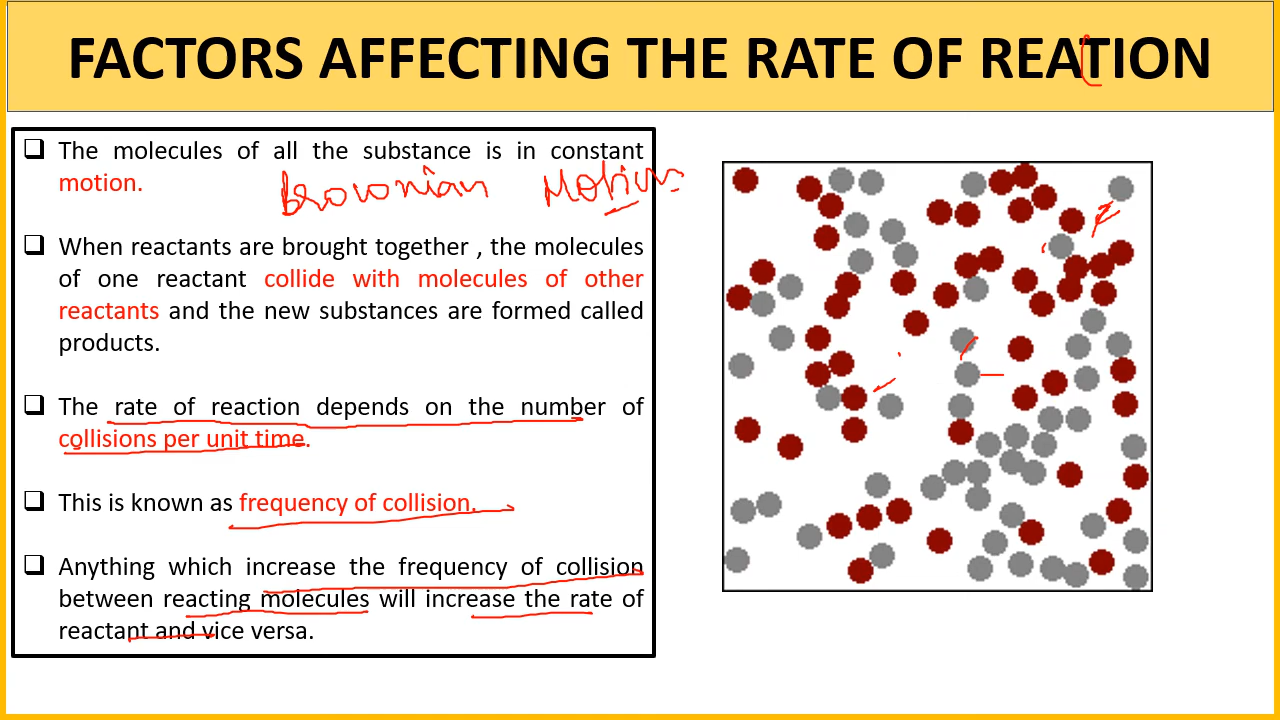 FACTORS AFFECTING THE RATE OF REATION
The molecules of all the substance is in constant
motion.
Brownian Motion
When reactants are brought together , the molecules
of one reactant collide with molecules of other
reactants and the new substances are formed called
products.
The rate of reaction depends on the number of
collisions per unit time.
This is known as frequency of collision.
Anything which increase the frequency of collision
between reacting molecules will increase the rate of
reactant and vice versa.